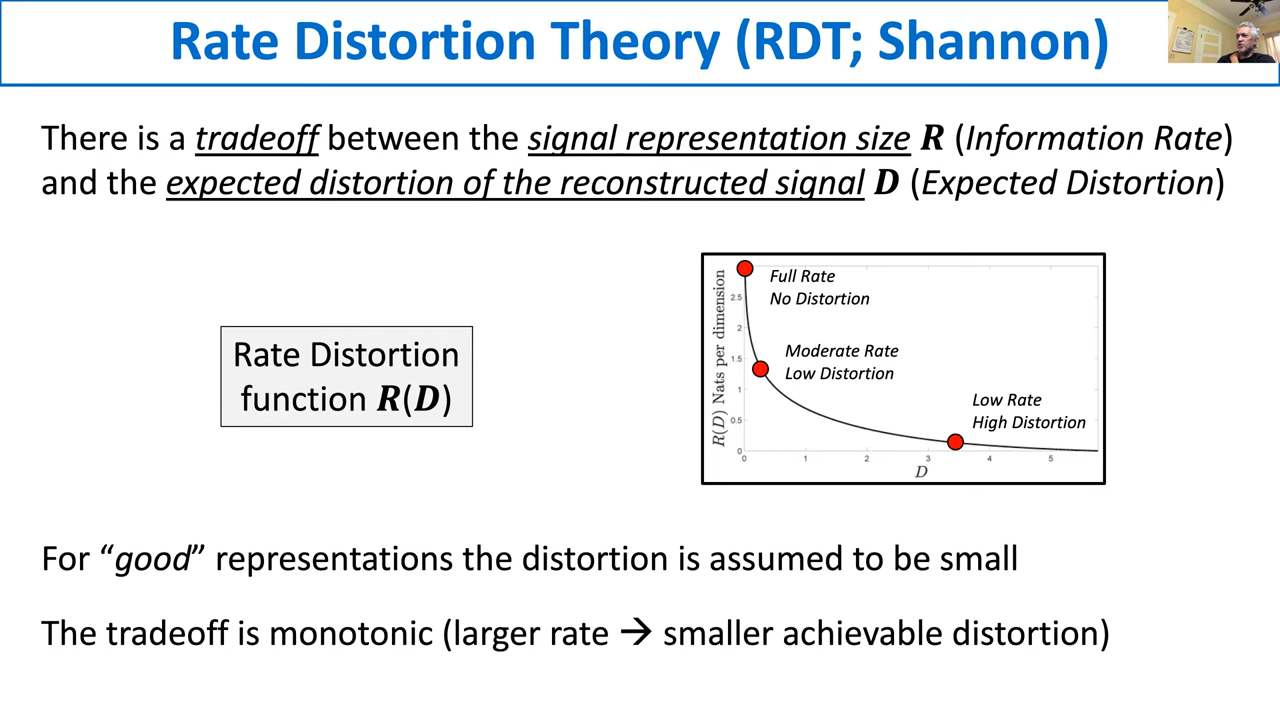 Rate Distortion Theory (RDT; Shannon)
There is a tradeoff between the signal representation size R (Information Rate)
and the expected distortion of the reconstructed signal D (Expected Distortion)
Rate Distortion
function R(D)
R(D) Nats per dimension
2.5
2
1.5
1
0.5
0
Full Rate
No Distortion
Moderate Rate
Low Distortion
Low Rate
High Distortion
0 1 2 3 4 5
D
For “good” representations the distortion is assumed to be small
The tradeoff is monotonic (larger rate → smaller achievable distortion)